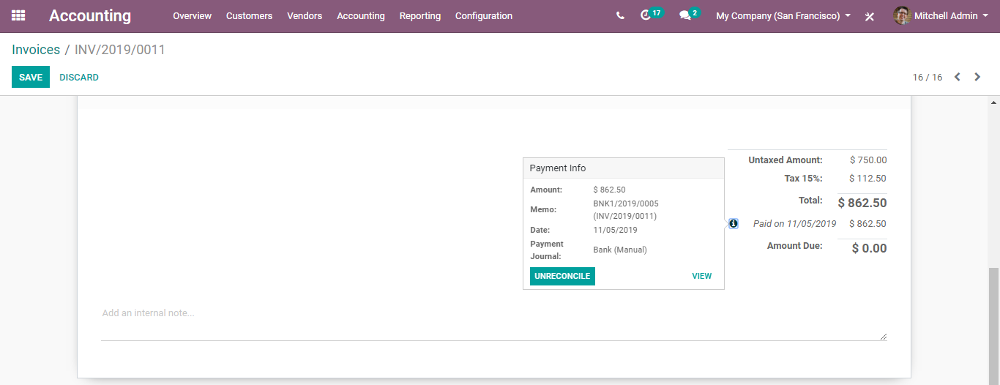 Accounting Overview Customers Vendors Accounting Reporting Configuration 17 2 My Company (San Francisco) Mitchell Admin
Invoices / INV/2019/0011
SAVE DISCARD 16 / 16
Untaxed Amount: $ 750.00
Tax 15%: $ 112.50
Total: $ 862.50
Paid on 11/05/2019 $ 862.50
Amount Due: $ 0.00
Payment Info
Amount: $ 862.50
Memo: BNK1/2019/0005
(INV/2019/0011)
Date: 11/05/2019
Payment
Journal: Bank (Manual)
UNRECONCILE VIEW
Add an internal note...